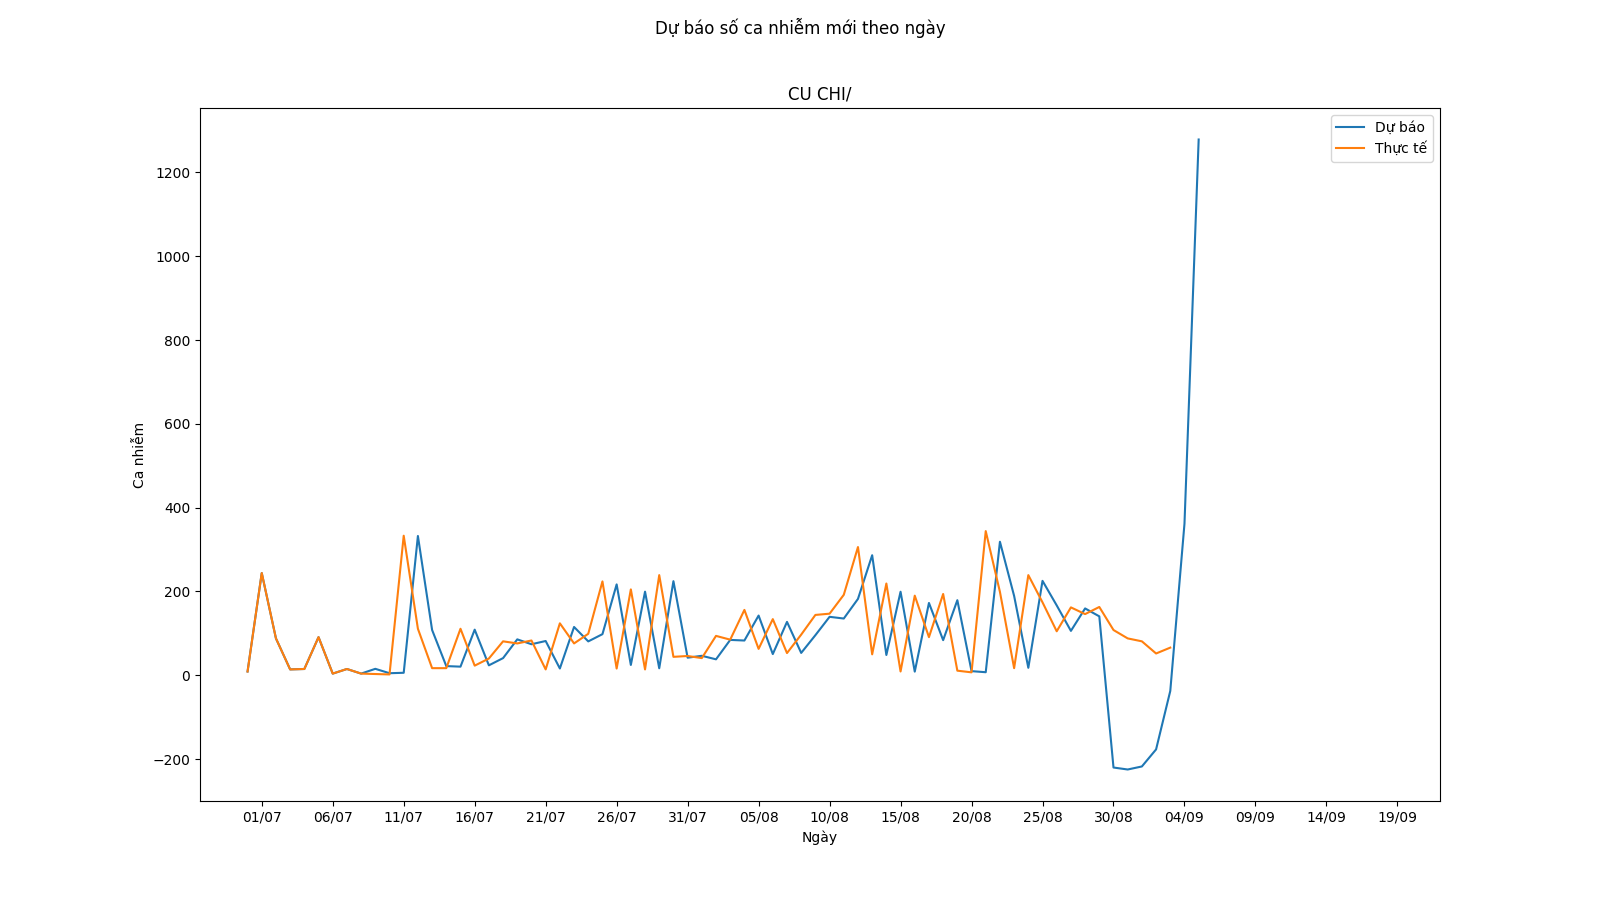 Dự báo số ca nhiễm mới theo ngày
CU CHI/
Dự báo
Thực tế
1200
1000
800
600
400
200
0
−200
Ca nhiễm
01/07 06/07 11/07 16/07 21/07 26/07 31/07 05/08 10/08 15/08 20/08 25/08 30/08 04/09 09/09 14/09 19/09
Ngày